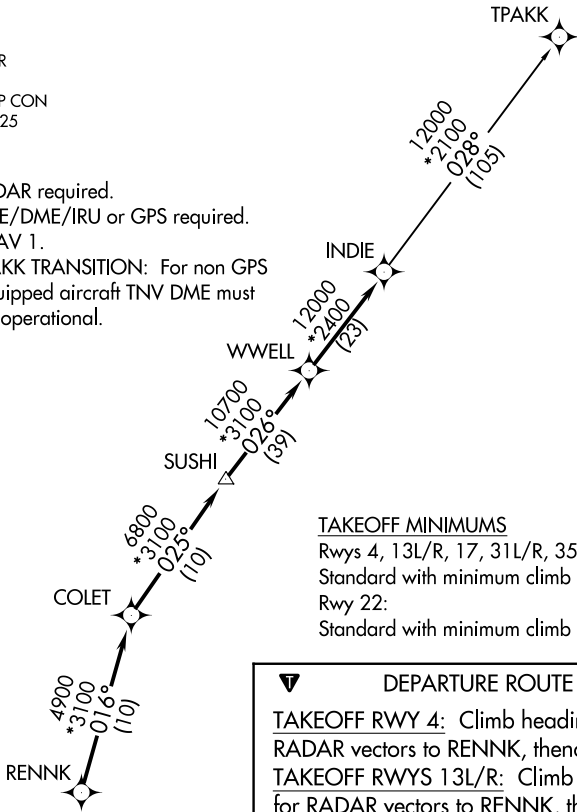 TPAKK
R
P CON
25
12000
*2100
028°
(105)
DAR required.
E/DME/IRU or GPS required.
AV 1.
AKK TRANSITION: For non GPS
uipped aircraft TNV DME must
operational.
INDIE
12000
*2400
(23)
WWELL
10700
*3100
026°
(39)
SUSHI
6800
*3100
025°
(10)
TAKEOFF MINIMUMS
Rwys 4, 13L/R, 17, 31L/R, 35
Standard with minimum climb
Rwy 22:
Standard with minimum climb
COLET
4900
*3100
016°
(10)
RENNK
T DEPARTURE ROUTE
TAKEOFF RWY 4: Climb headin
RADAR vectors to RENNK, thenc
TAKEOFF RWYS 13L/R: Climb
for RADAR vectors to RENNK, th